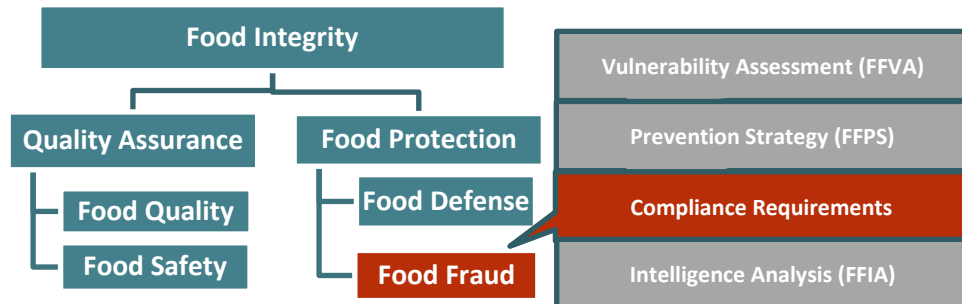 Food Integrity
Quality Assurance
Food Quality
Food Safety
Food Protection
Food Defense
Food Fraud
Vulnerability Assessment (FFVA)
Prevention Strategy (FFPS)
Compliance Requirements
Intelligence Analysis (FFIA)